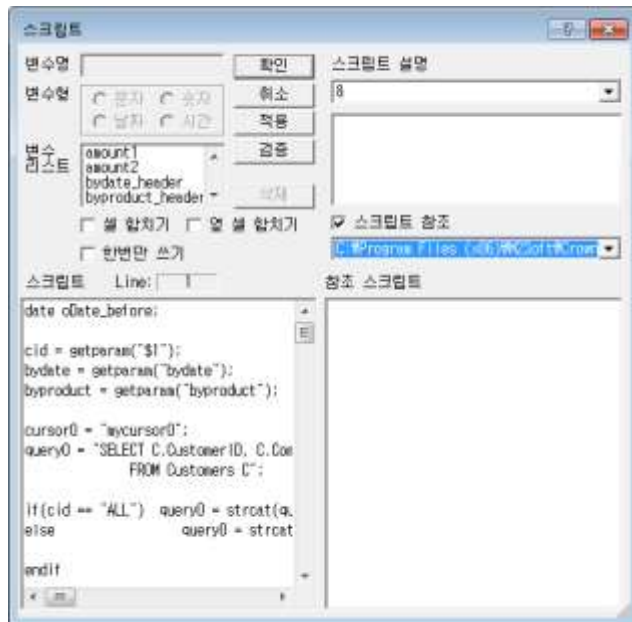 스크립트
변수명
확인
스크립트 설명
변수형
문자 숫자
날짜 시간
취소
적용
8
변수
리스트
amount1
amount2
bydate_header
byproduct_header
검증
삭제
셀 합치기 열 셀 합치기
한번만 쓰기
스크립트 참조
C:\Program Files (x86)\
스크립트 Line: 1
참조 스크립트
date oDate_before;
cid = getparam("$1");
bydate = getparam("bydate");
byproduct = getparam("byproduct");
cursor0 = "mycursor0";
query0 = "SELECT C.CustomerID, C.Com
FROM Customers C";
if(cid == "ALL") query0 = strcat(qu
else query0 = strcat
endif